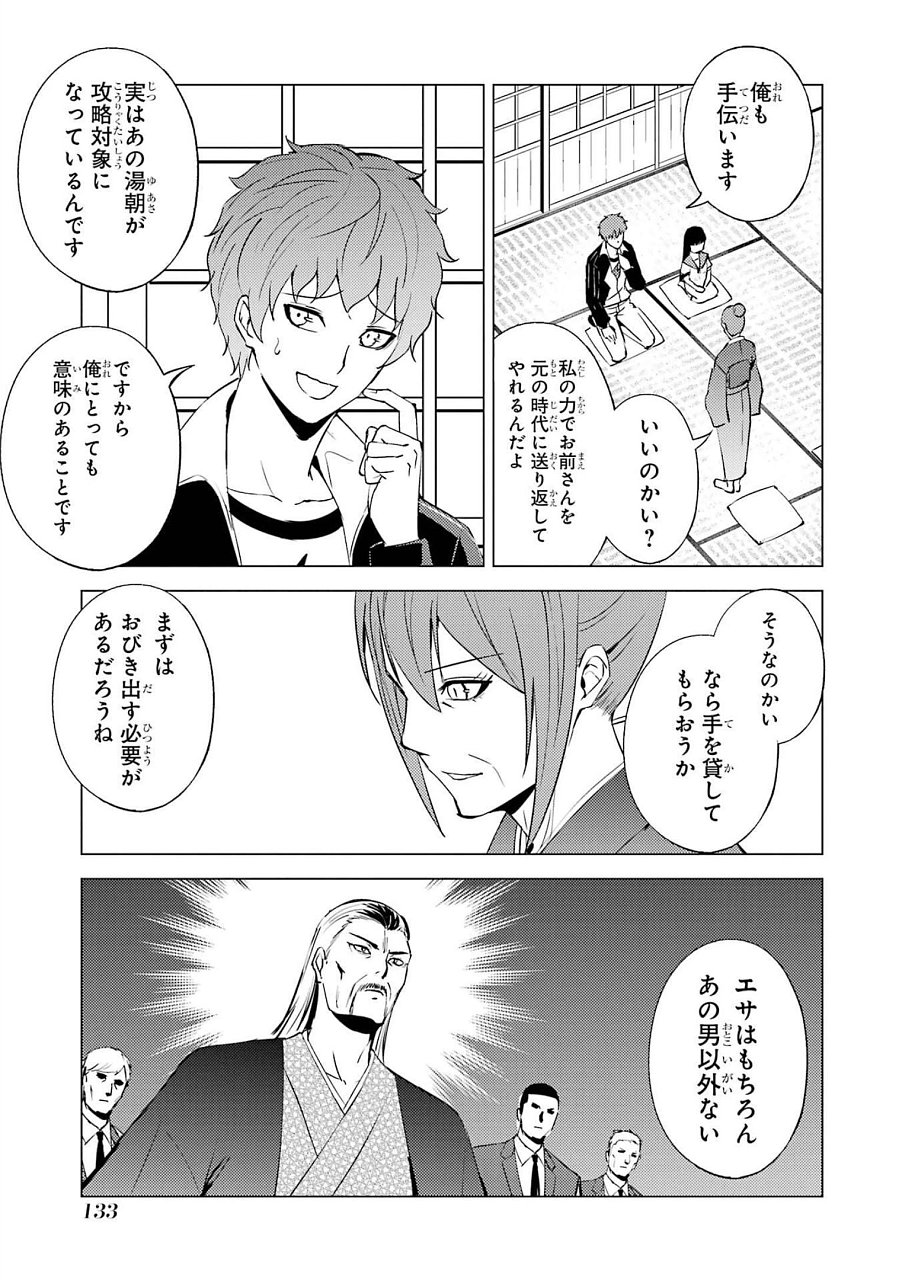 俺も
手伝います
いいのかい?
私の力でお前さんを
元の時代に送り返して
やれるんだよ
実はあの湯朝が
攻略対象に
なっているんです
ですから
俺にとっても
意味のあることです
そうなのかい
なら手を貸して
もらおうか
まずは
おびき出す必要が
あるだろうね
エサはもちろん
あの男以外ない
133